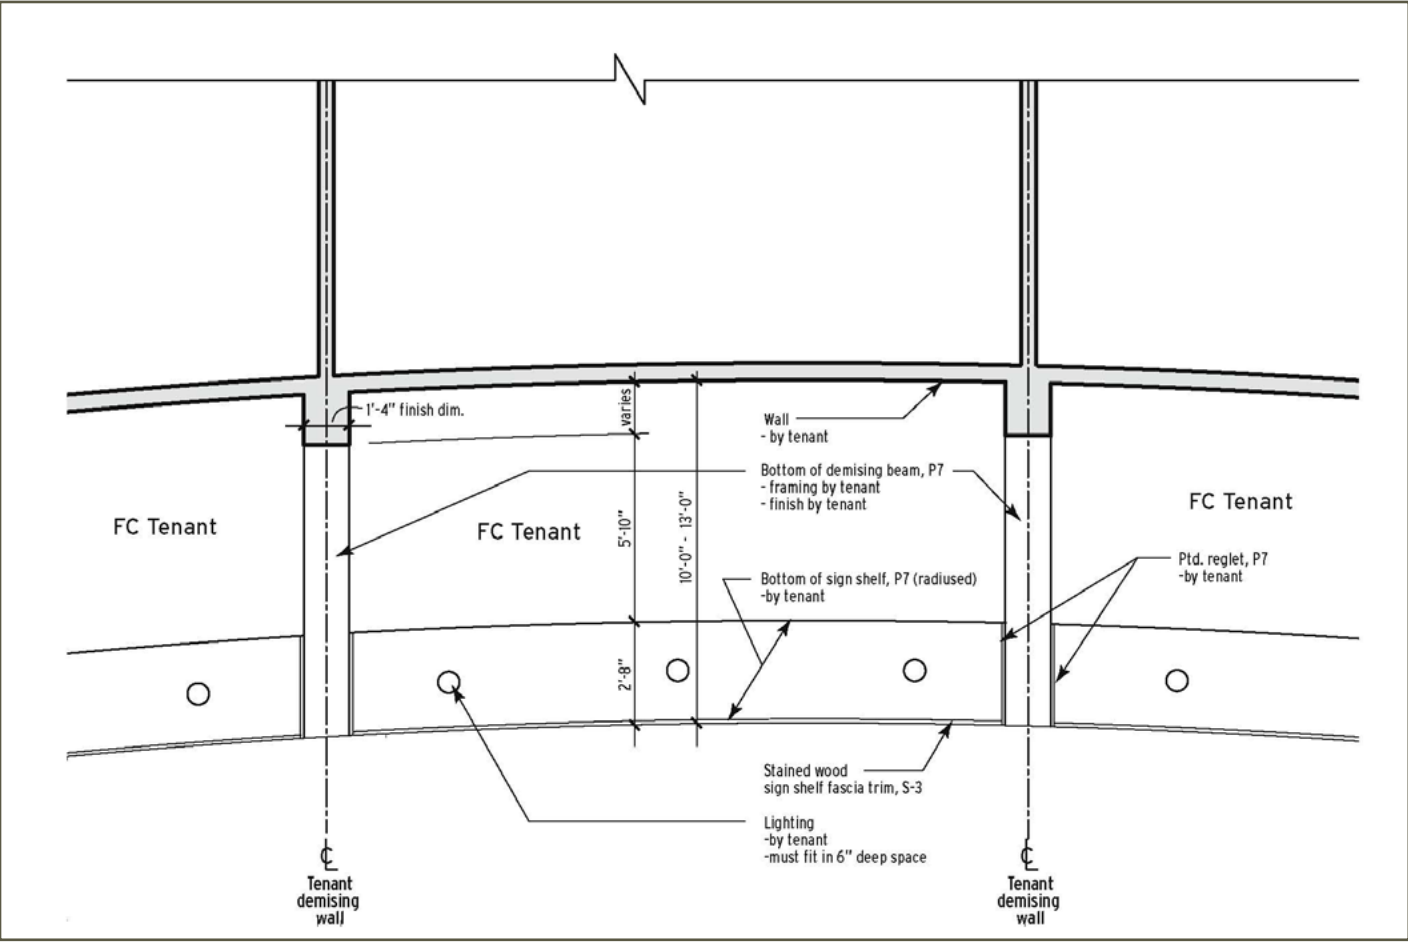 1'-4" finish dim.
varies
Wall
- by tenant
Bottom of demising beam, P7
- framing by tenant
- finish by tenant
FC Tenant
FC Tenant
FC Tenant
5'-10"
10'-0" - 13'-0"
Ptd. reglet, P7
-by tenant
Bottom of sign shelf, P7 (radiused)
-by tenant
2'-8"
Stained wood
sign shelf fascia trim, S-3
Lighting
-by tenant
-must fit in 6" deep space
℄
Tenant
demising
wall
℄
Tenant
demising
wall